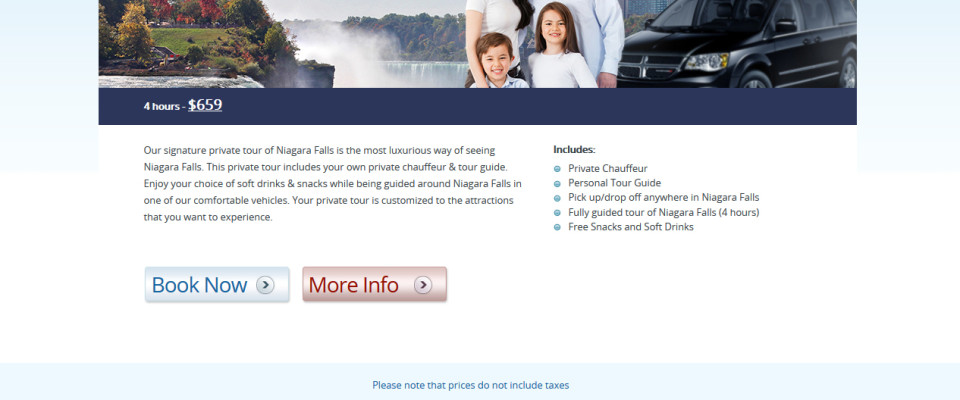 4 hours - $659
Our signature private tour of Niagara Falls is the most luxurious way of seeing
Niagara Falls. This private tour includes your own private chauffeur & tour guide.
Enjoy your choice of soft drinks & snacks while being guided around Niagara Falls in
one of our comfortable vehicles. Your private tour is customized to the attractions
that you want to experience.
Includes:
Private Chauffeur
Personal Tour Guide
Pick up/drop off anywhere in Niagara Falls
Fully guided tour of Niagara Falls (4 hours)
Free Snacks and Soft Drinks
Book Now
More Info
Please note that prices do not include taxes